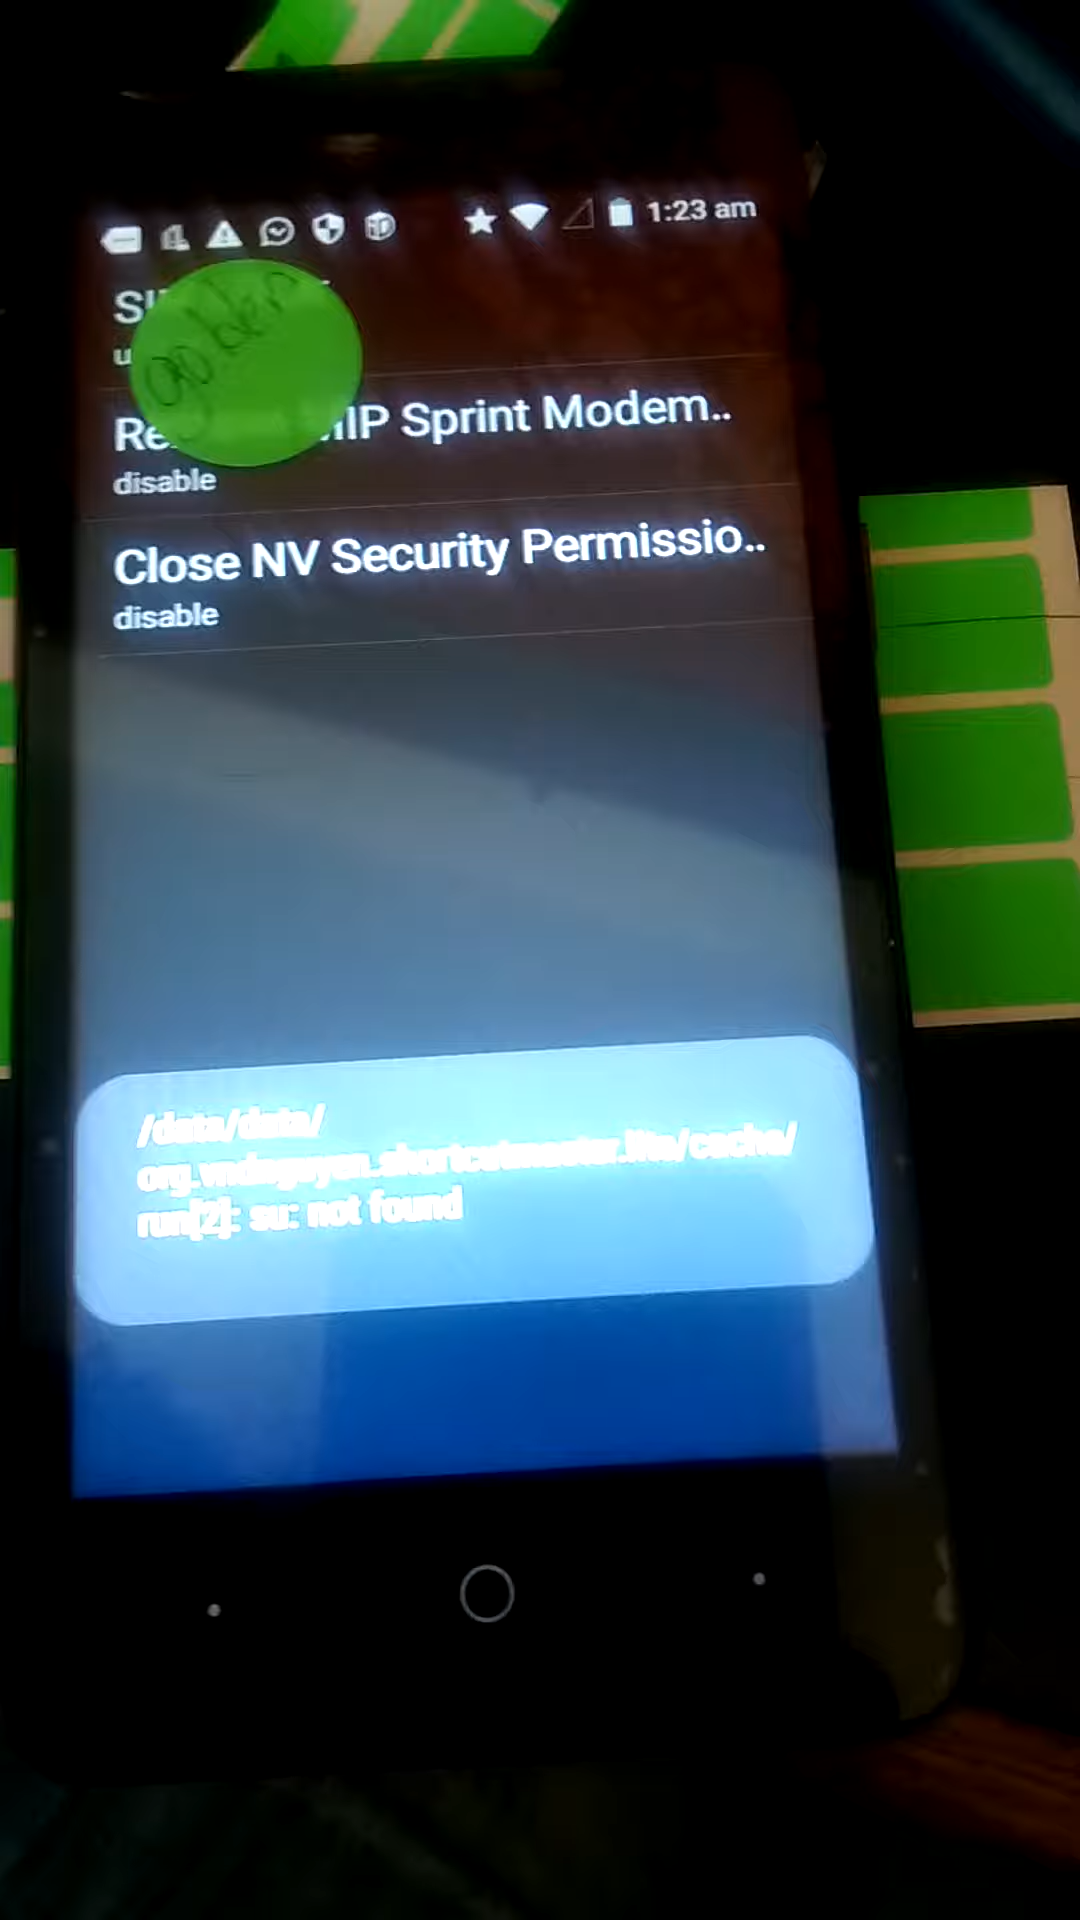 1:23 am
golden
disable
Sprint Modem..
Close NV Security Permissio..
disable
/data/data/
org.vndnguyen.shortcutmaster.lite/cache/
run[2]: su: not found